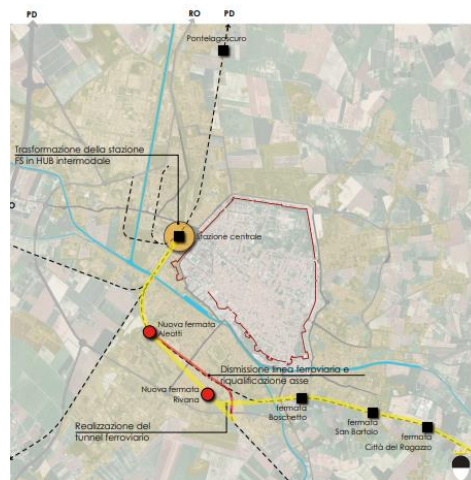 PD
RO
PD
Pontelagoscuro
Trasformazione della stazione
FS in HUB intermodale
O
Stazione centrale
Nuova fermata
Aleotti
Dismissione linea ferroviaria e
riqualificazione asse
Nuova fermata
Rivana
fermata
Boschetto
fermata
San Bartolo
fermata
Città del Ragazzo
Realizzazione del
tunnel ferroviario